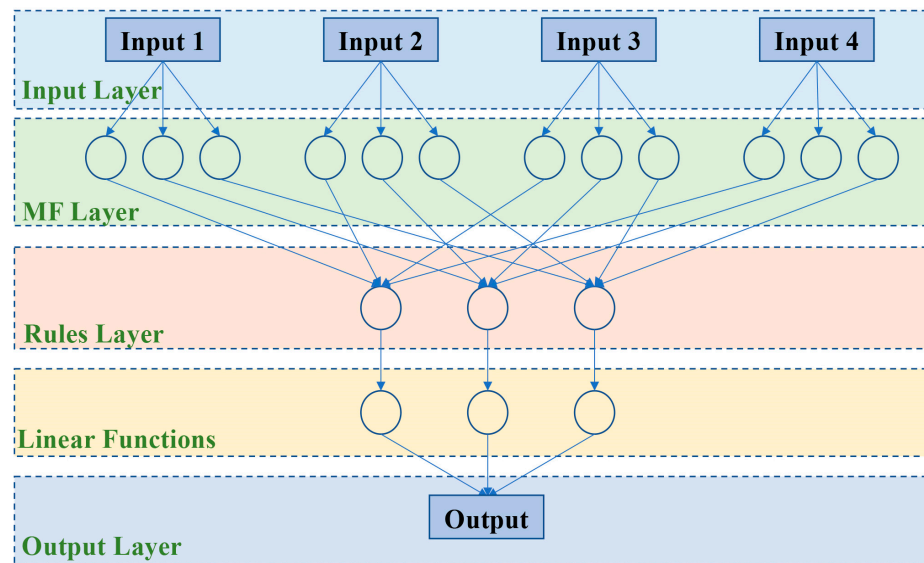 Input 1
Input 2
Input 3
Input 4
Input Layer
MF Layer
Rules Layer
Linear Functions
Output
Output Layer